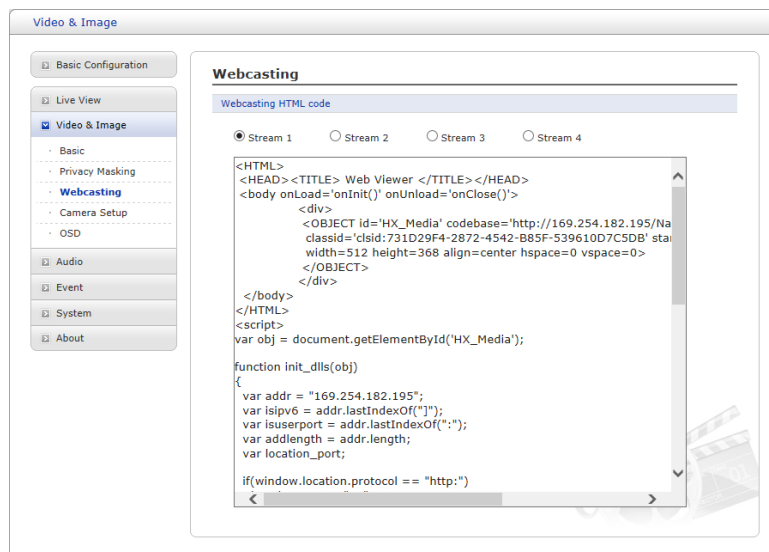 Video & Image
Basic Configuration
Live View
Video & Image
Basic
Privacy Masking
Webcasting
Camera Setup
OSD
Audio
Event
System
About
Webcasting
Webcasting HTML code
Stream 1 Stream 2 Stream 3 Stream 4
<HTML>
<HEAD><TITLE> Web Viewer </TITLE></HEAD>
<body onLoad='onInit()' onUnload='onClose()'>
<div>
<OBJECT id='HX_Media' codebase='http://169.254.182.195/Na
classid='clsid:731D29F4-2872-4542-B85F-539610D7C5DB' sta
width=512 height=368 align=center hspace=0 vspace=0>
</OBJECT>
</div>
</body>
</HTML>
<script>
var obj = document.getElementById('HX_Media');
function init_dlls(obj)
{
var addr = "169.254.182.195";
var isipv6 = addr.lastIndexOf("]");
var isuserport = addr.lastIndexOf(":");
var addlength = addr.length;
var location_port;
if(window.location.protocol == "http:")